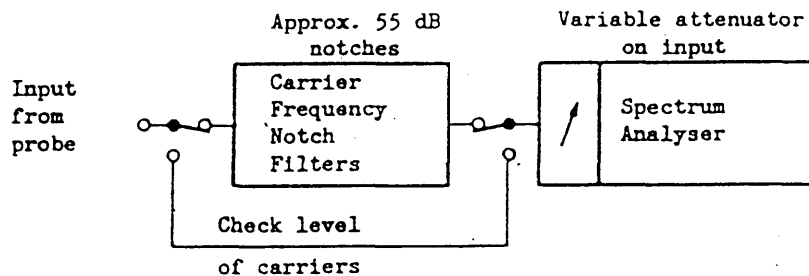 Approx. 55 dB
notches
Variable attenuator
on input
Input
from
probe
Carrier
Frequency
Notch
Filters
Spectrum
Analyser
Check level
of carriers